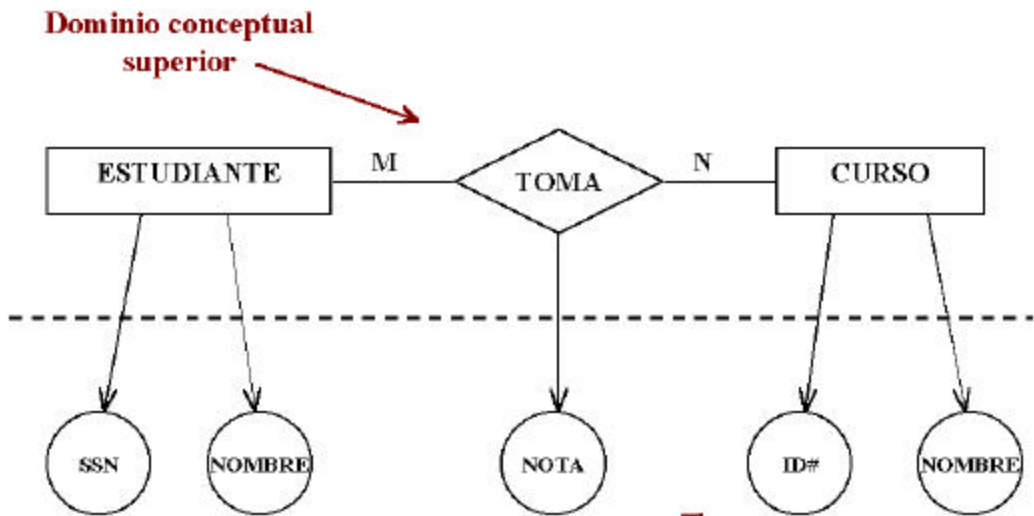 Dominio conceptual
superior
ESTUDIANTE
M
TOMA
N
CURSO
SSN
NOMBRE
NOTA
ID#
NOMBRE